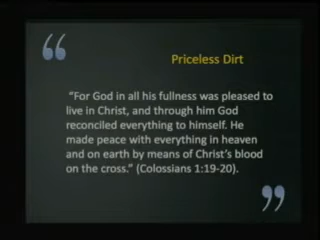 Priceless Dirt
“For God in all his fullness was pleased to
live in Christ, and through him God
reconciled everything to himself. He
made peace with everything in heaven
and on earth by means of Christ’s blood
on the cross.” (Colossians 1:19-20).